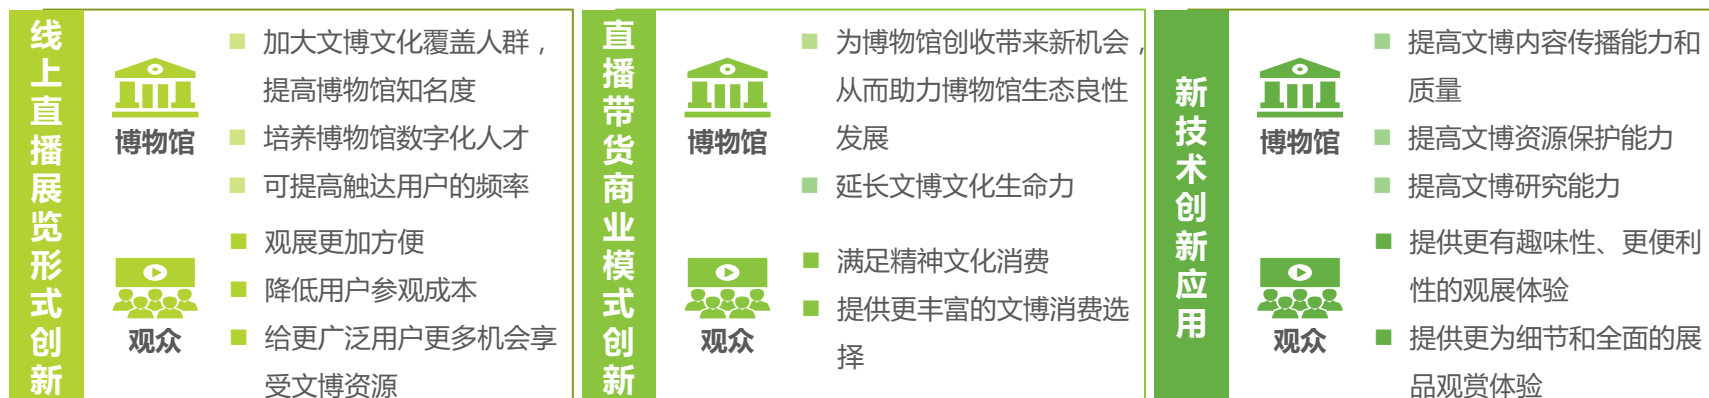 线上直播展览形式创新
博物馆
加大文博文化覆盖人群，
提高博物馆知名度
培养博物馆数字化人才
可提高触达用户的频率
观众
观展更加方便
降低用户参观成本
给更广泛用户更多机会享
受文博资源
直播带货商业模式创新
博物馆
为博物馆创收带来新机会，
从而助力博物馆生态良性
发展
延长文博文化生命力
观众
满足精神文化消费
提供更丰富的文博消费选
择
新技术创新应用
博物馆
提高文博内容传播能力和
质量
提高文博资源保护能力
提高文博研究能力
观众
提供更有趣味性、更便利
性的观展体验
提供更为细节和全面的展
品观赏体验